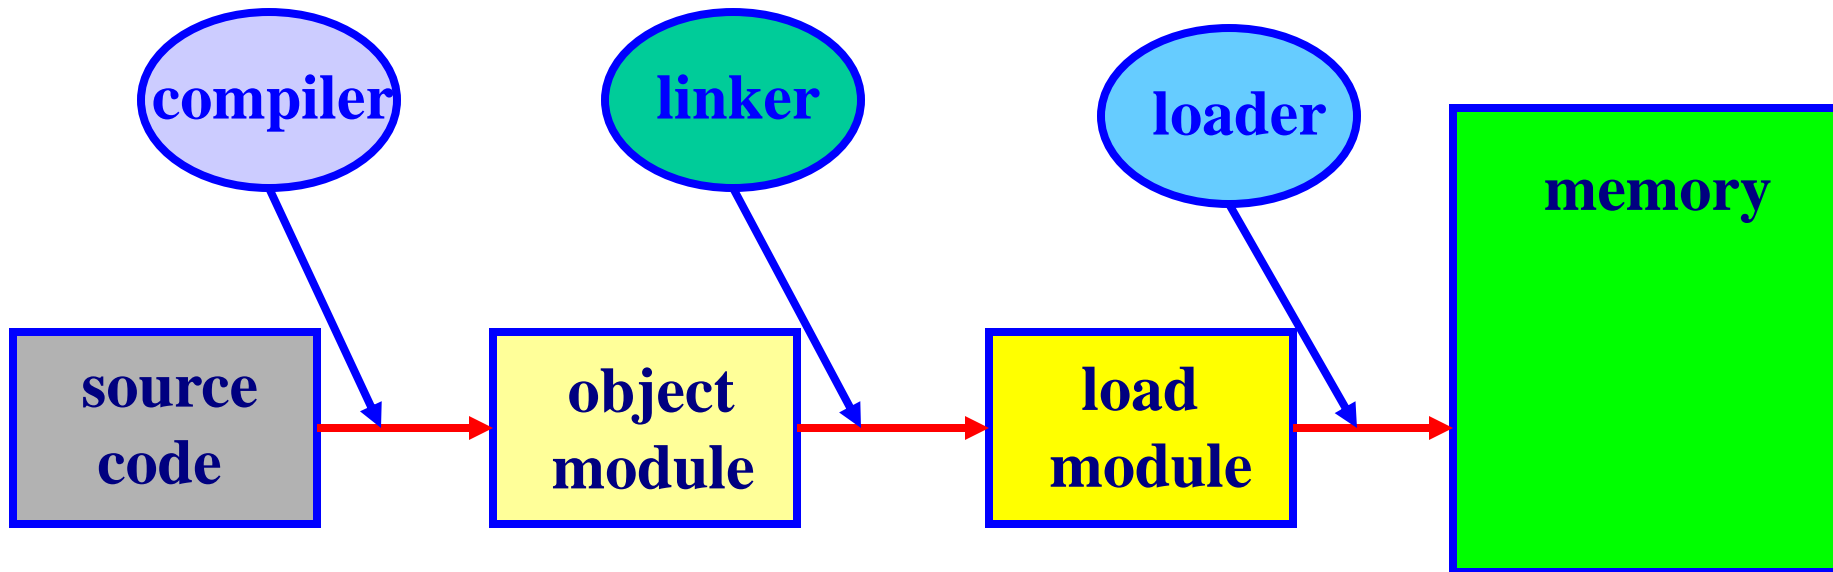 compiler
linker
loader
memory
source
code
object
module
load
module